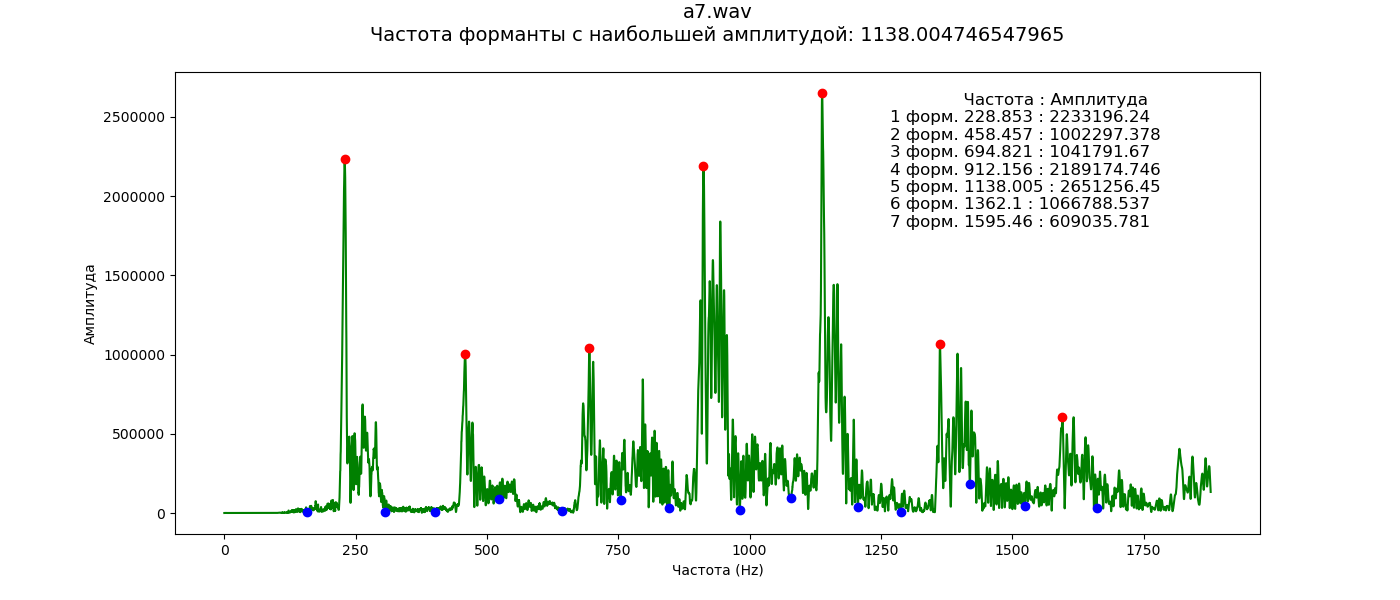 a7.wav
Частота форманты с наибольшей амплитудой: 1138.004746547965
Частота : Амплитуда
1 форм. 228.853 : 2233196.24
2 форм. 458.457 : 1002297.378
3 форм. 694.821 : 1041791.67
4 форм. 912.156 : 2189174.746
5 форм. 1138.005 : 2651256.45
6 форм. 1362.1 : 1066788.537
7 форм. 1595.46 : 609035.781
Амплитуда
2500000
2000000
1500000
1000000
500000
0
0 250 500 750 1000 1250 1500 1750
Частота (Hz)